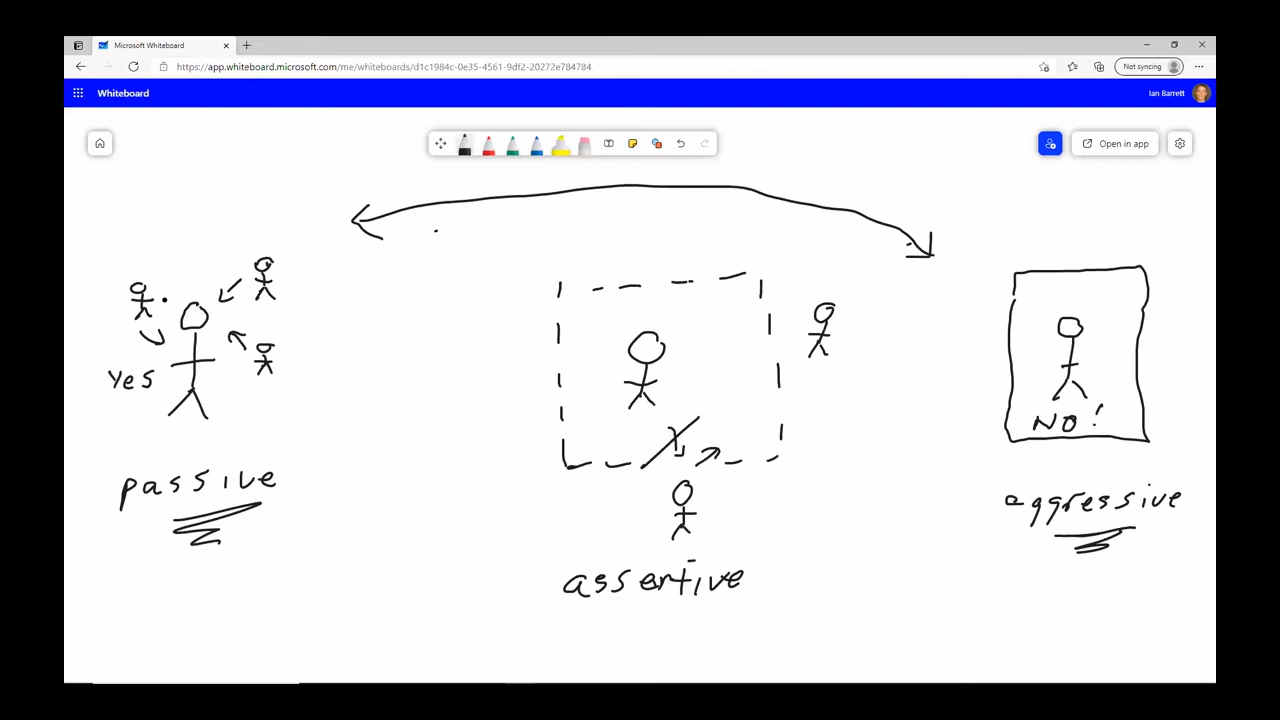 Microsoft Whiteboard
https://app.whiteboard.microsoft.com/me/whiteboards/d1c1984c-0e35-4561-9df2-20272e784784
Not syncing
Whiteboard
Ian Barrett
Open in app
Yes
NO!
passive
aggressive
assertive